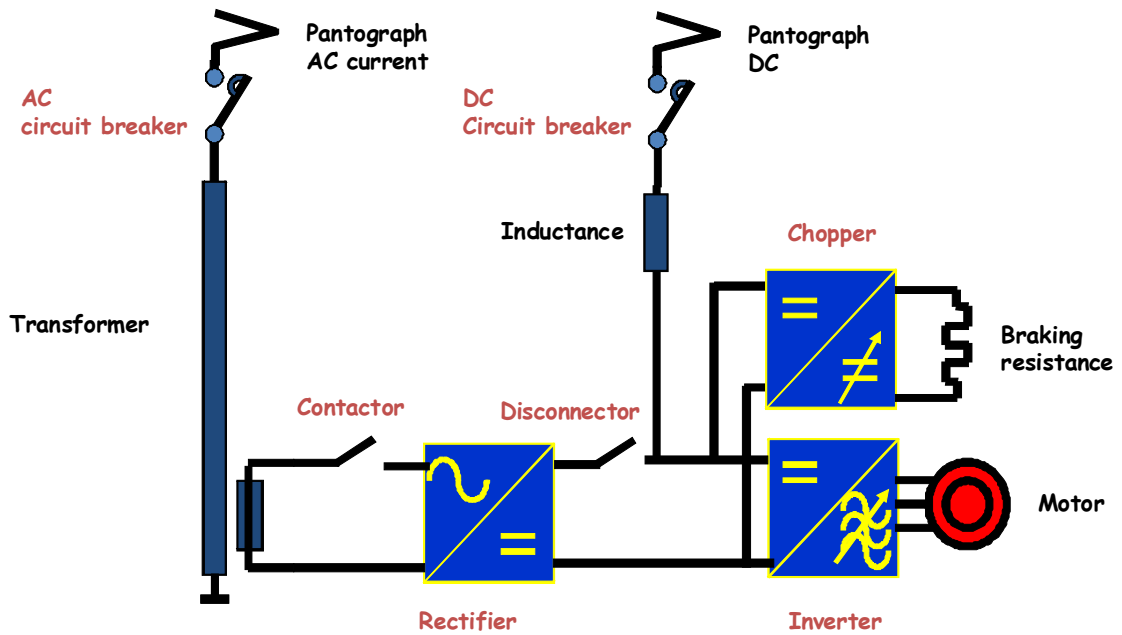 Pantograph
AC current
Pantograph
DC
AC
circuit breaker
DC
Circuit breaker
Inductance
Chopper
Transformer
Braking
resistance
Contactor
Disconnector
Motor
Rectifier
Inverter